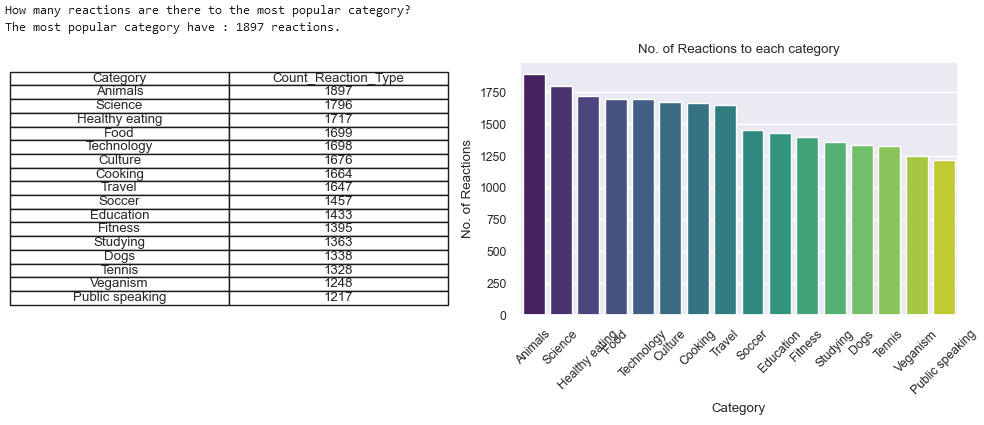 How many reactions are there to the most popular category?
The most popular category have : 1897 reactions.
Category Count_Reaction_Type
Animals 1897
Science 1796
Healthy eating 1717
Food 1699
Technology 1698
Culture 1676
Cooking 1664
Travel 1647
Soccer 1457
Education 1433
Fitness 1395
Studying 1363
Dogs 1338
Tennis 1328
Veganism 1248
Public speaking 1217
No. of Reactions to each category
No. of Reactions
1750
1500
1250
1000
750
500
250
0
Animals
Science
Healthy eating
Food
Technology
Culture
Cooking
Travel
Soccer
Education
Fitness
Studying
Dogs
Tennis
Veganism
Public speaking
Category